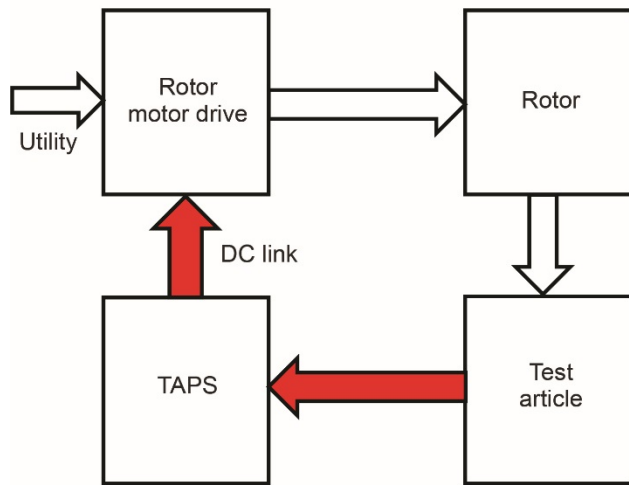 Rotor
motor drive
Rotor
Utility
DC link
TAPS
Test
article